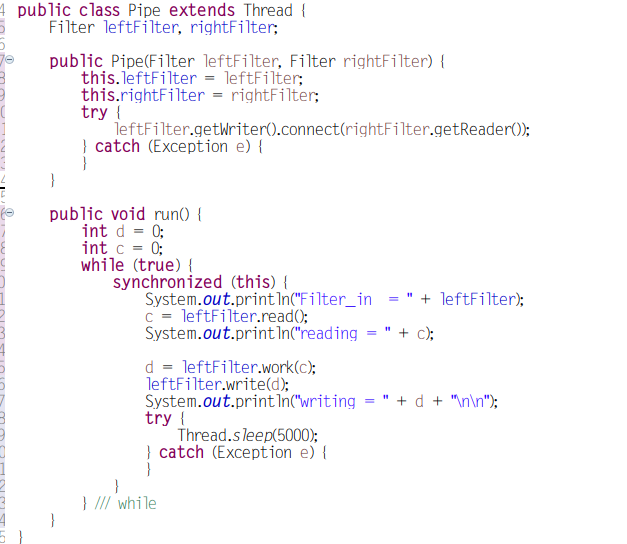 public class Pipe extends Thread {
Filter leftFilter, rightFilter;
public Pipe(Filter leftFilter, Filter rightFilter) {
this.leftFilter = leftFilter;
this.rightFilter = rightFilter;
try {
leftFilter.getWriter().connect(rightFilter.getReader());
} catch (Exception e) {
}
}
public void run() {
int d = 0;
int c = 0;
while (true) {
synchronized (this) {
System.out.println("Filter_in  = " + leftFilter);
c = leftFilter.read();
System.out.println("reading = " + c);
d = leftFilter.work(c);
leftFilter.write(d);
System.out.println("writing = " + d + "\n\n");
try {
Thread.sleep(5000);
} catch (Exception e) {
}
}
} /// while
}
}